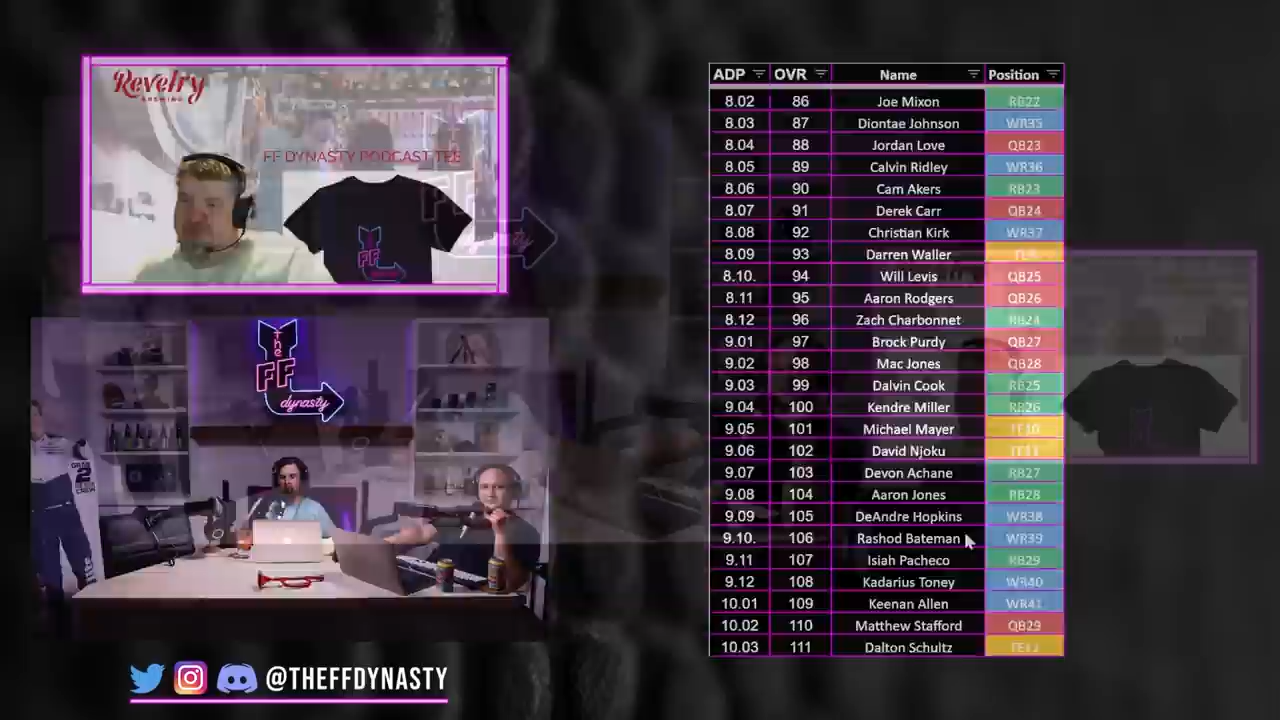 Revelry
BREWING
FF DYNASTY PODCAST TEE
FF
the
FF
dynasty
@THEFFDYNASTY
ADP OVR Name Position
8.02 86 Joe Mixon RB22
8.03 87 Diontae Johnson WR35
8.04 88 Jordan Love QB23
8.05 89 Calvin Ridley WR36
8.06 90 Cam Akers RB23
8.07 91 Derek Carr QB24
8.08 92 Christian Kirk WR37
8.09 93 Darren Waller
8.10. 94 Will Levis QB25
8.11 95 Aaron Rodgers QB26
8.12 96 Zach Charbonnet RB24
9.01 97 Brock Purdy QB27
9.02 98 Mac Jones QB28
9.03 99 Dalvin Cook RB25
9.04 100 Kendre Miller RB26
9.05 101 Michael Mayer TE10
9.06 102 David Njoku TE11
9.07 103 Devon Achane RB27
9.08 104 Aaron Jones RB28
9.09 105 DeAndre Hopkins WR38
9.10. 106 Rashod Bateman WR39
9.11 107 Isiah Pacheco RB29
9.12 108 Kadarius Toney WR40
10.01 109 Keenan Allen WR41
10.02 110 Matthew Stafford QB29
10.03 111 Dalton Schultz TE12